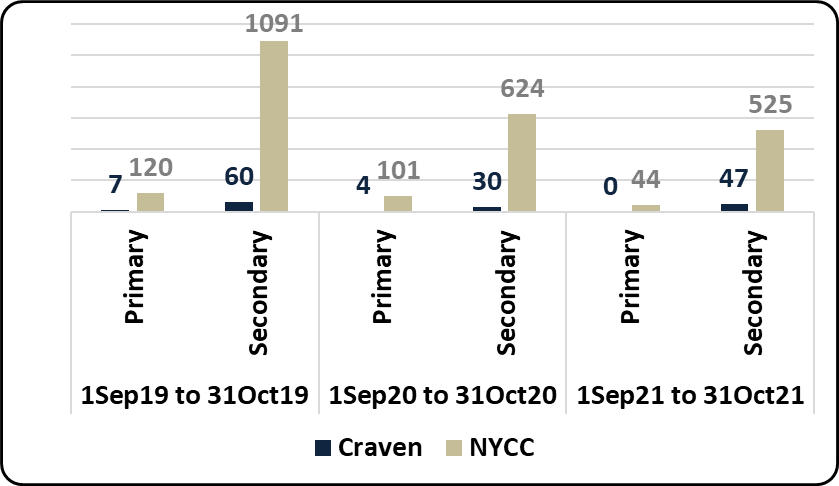 1091
624
525
7 120 60 4 101 30 0 44 47
Primary Secondary Primary Secondary Primary Secondary
1Sep19 to 31Oct19 1Sep20 to 31Oct20 1Sep21 to 31Oct21
Craven NYCC